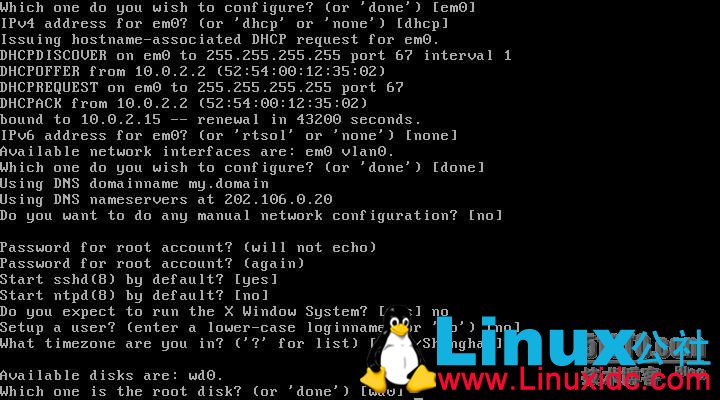 Which one do you wish to configure? (or 'done') [em0]
IPv4 address for em0? (or 'dhcp' or 'none') [dhcp]
Issuing hostname-associated DHCP request for em0.
DHCPDISCOVER on em0 to 255.255.255.255 port 67 interval 1
DHCPOFFER from 10.0.2.2 (52:54:00:12:35:02)
DHCPREQUEST on em0 to 255.255.255.255 port 67
DHCPACK from 10.0.2.2 (52:54:00:12:35:02)
bound to 10.0.2.15 -- renewal in 43200 seconds.
IPv6 address for em0? (or 'rtsol' or 'none') [none]
Available network interfaces are: em0 vlan0.
Which one do you wish to configure? (or 'done') [done]
Using DNS domainname my.domain
Using DNS nameservers at 202.106.0.20
Do you want to do any manual network configuration? [no]
Password for root account? (will not echo)
Password for root account? (again)
Start sshd(8) by default? [yes]
Start ntpd(8) by default? [no]
Do you expect to run the X Window System? no
Setup a user? (enter a lower-case loginname, or 'no') [no]
What timezone are you in? ('?' for list)
Available disks are: wd0.
Which one is the root disk? (or 'done') [wd0]
Linux公社
www.Linuxidc.com